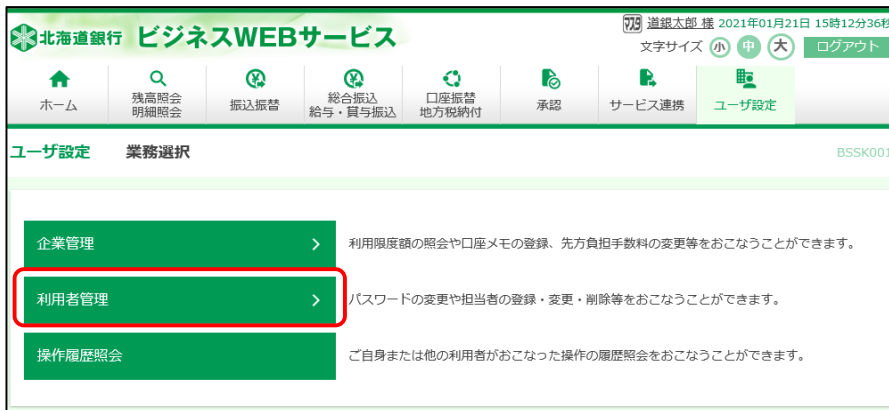 北海道銀行 ビジネスWEBサービス
ﾏｽﾀ 道銀太郎 様 2021年01月21日 15時12分36秒
文字サイズ 小 中 大 ログアウト
ホーム
残高照会
明細照会
振込振替
総合振込
給与・賞与振込
口座振替
地方税納付
承認
サービス連携
ユーザ設定
ユーザ設定 業務選択 BSSK001
企業管理
利用限度額の照会や口座メモの登録、先方負担手数料の変更等をおこなうことができます。
利用者管理
パスワードの変更や担当者の登録・変更・削除等をおこなうことができます。
操作履歴照会
ご自身または他の利用者がおこなった操作の履歴照会をおこなうことができます。